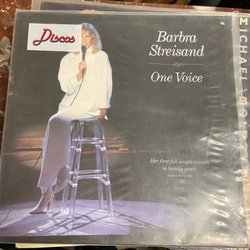 Discos
Barbra
Streisand
One Voice
Her first full-length concert
in twenty years.
MICHAEL